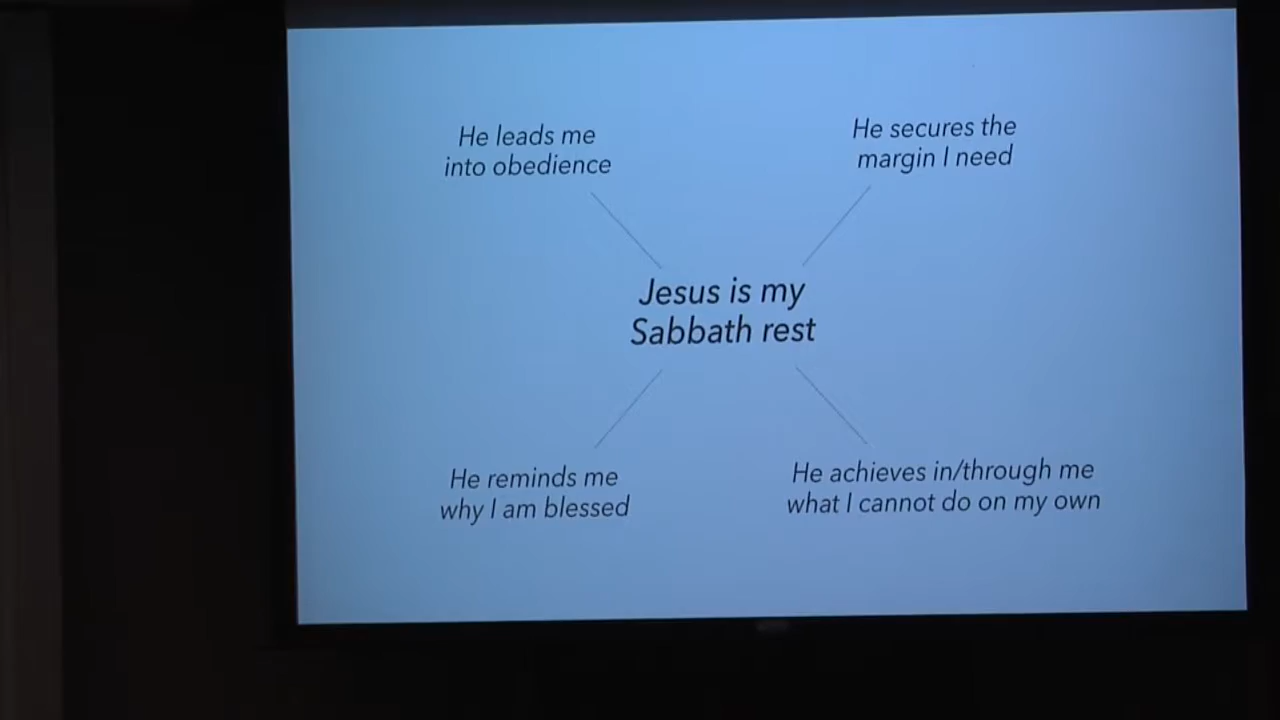 He leads me
into obedience
He secures the
margin I need
Jesus is my
Sabbath rest
He reminds me
why I am blessed
He achieves in/through me
what I cannot do on my own